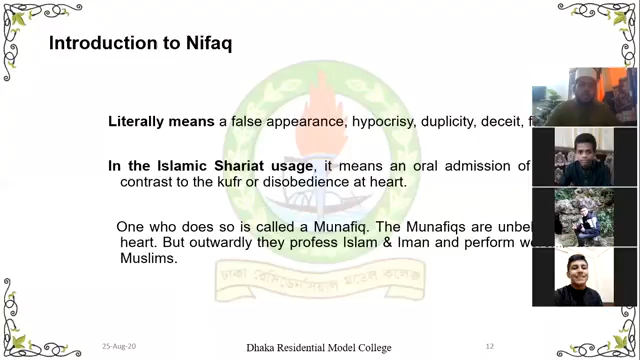 Introduction to Nifaq
Literally means a false appearance, hypocrisy, duplicity, deceit,
In the Islamic Shariat usage, it means an oral admission of
contrast to the kufr or disobedience at heart.
One who does so is called a Munafiq. The Munafiqs are
heart. But outwardly they profess Islam & Iman and perform
Muslims.
ঢাকা রেসিডেনসিয়াল মডেল কলেজ
25-Aug-20
Dhaka Residential Model College
12